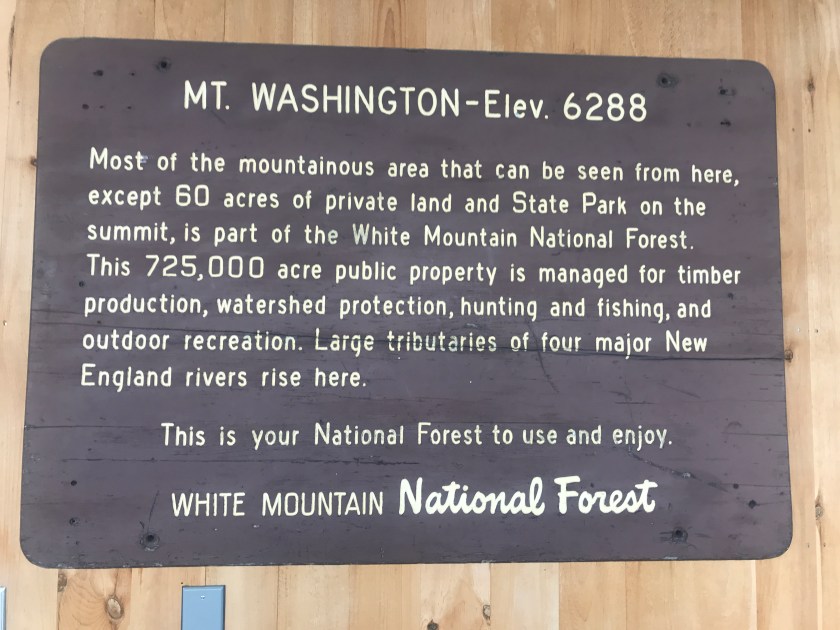 MT. WASHINGTON-Elev. 6288
Most of the mountainous area that can be seen from here,
except 60 acres of private land and State Park on the
summit, is part of the White Mountain National Forest.
This 725,000 acre public property is managed for timber
production, watershed protection, hunting and fishing, and
outdoor recreation. Large tributaries of four major New
England rivers rise here.
This is your National Forest to use and enjoy.
WHITE MOUNTAIN National Forest